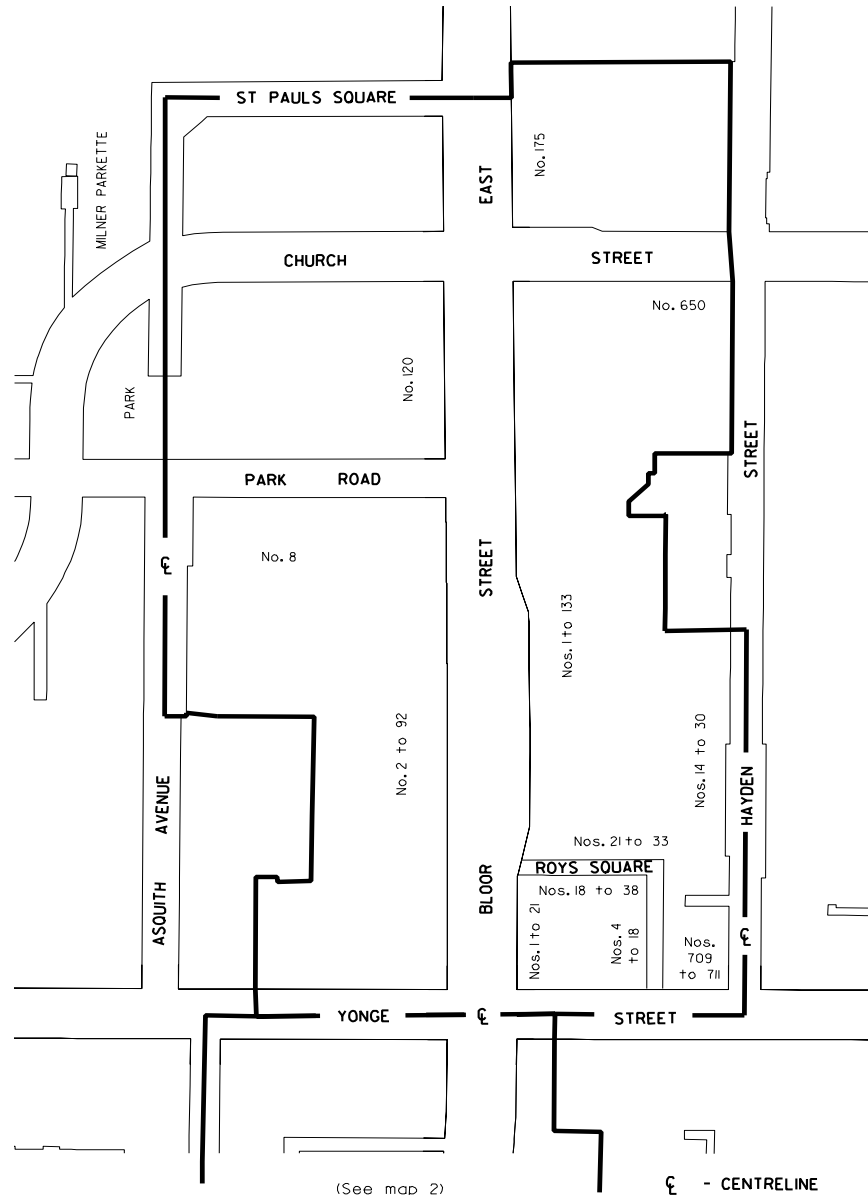 ST PAULS SQUARE
MILNER PARKETTE
EAST
No. 175
CHURCH
STREET
No. 650
PARK
No. 120
STREET
PARK ROAD
℄
No. 8
STREET
Nos. 1 to 133
No. 2 to 92
Nos. 14 to 30
HAYDEN
ASQUITH AVENUE
Nos. 21 to 33
ROYS SQUARE
BLOOR
Nos. 18 to 38
Nos. 1 to 21
Nos. 4
to 18
Nos.
709
to 711
℄
YONGE
℄
STREET
(See map 2)
℄ - CENTRELINE